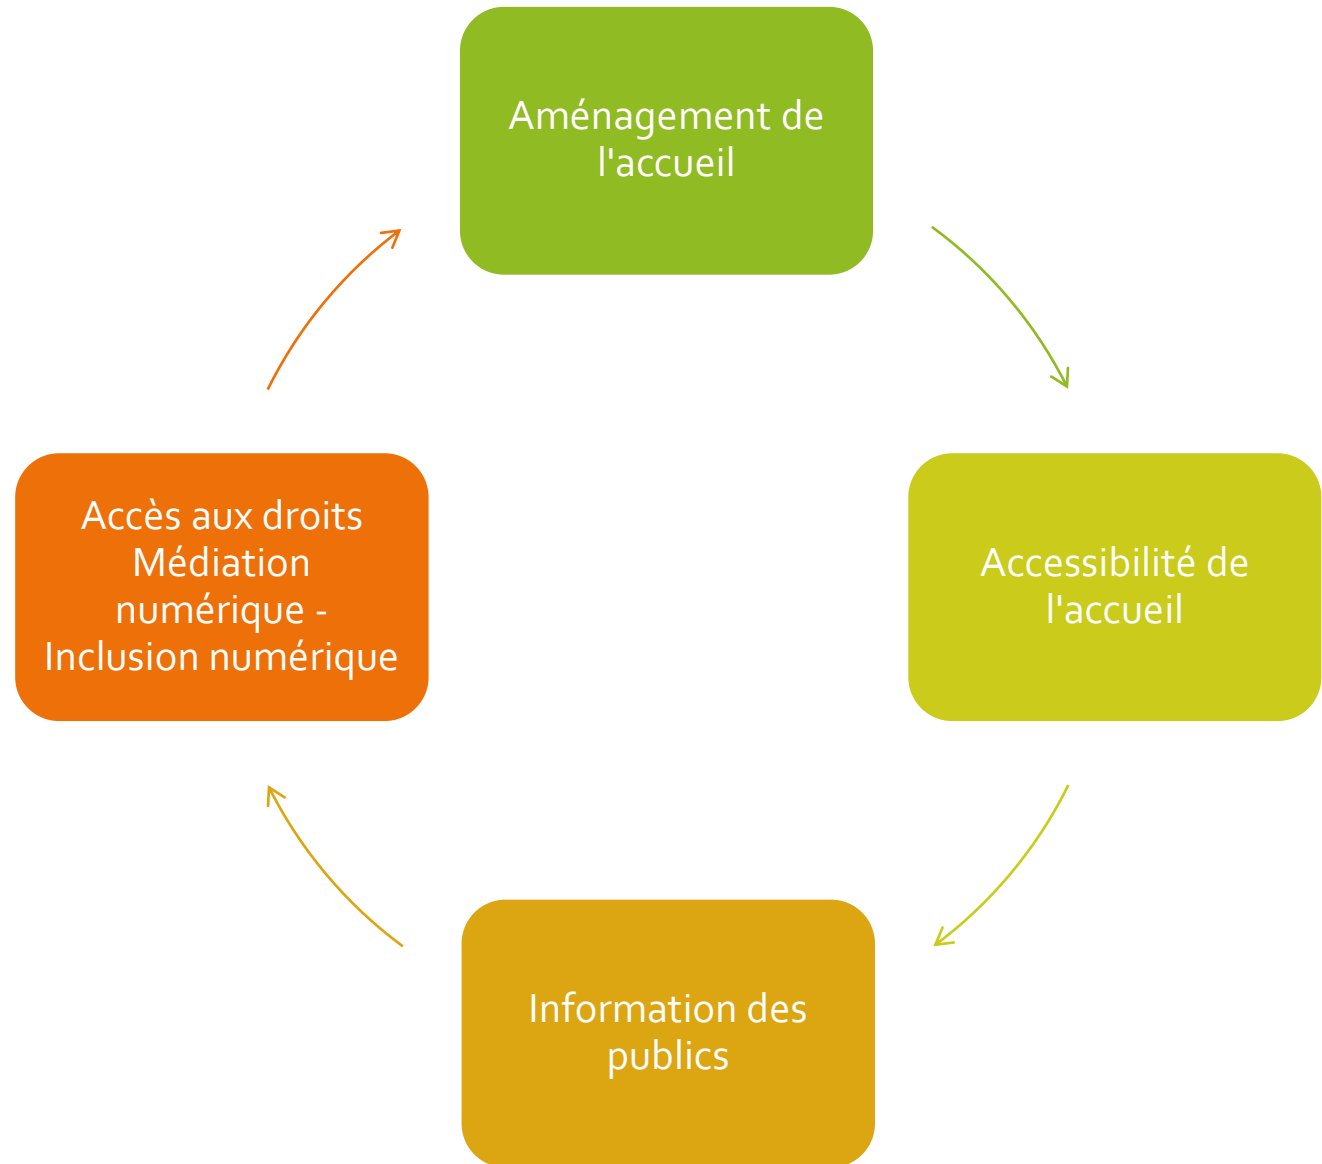 Aménagement de
l'accueil
Accessibilité de
l'accueil
Information des
publics
Accès aux droits
Médiation
numérique -
Inclusion numérique